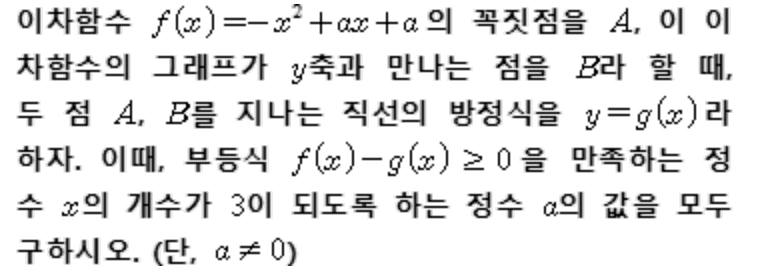 이차함수 f(x)=-x²+ax+a의 꼭짓점을 A, 이 이
차함수의 그래프가 y축과 만나는 점을 B라 할 때,
두 점 A, B를 지나는 직선의 방정식을 y=g(x)라
하자. 이때, 부등식 f(x)-g(x)≥0을 만족하는 정
수 x의 개수가 3이 되도록 하는 정수 a의 값을 모두
구하시오. (단, a≠0)